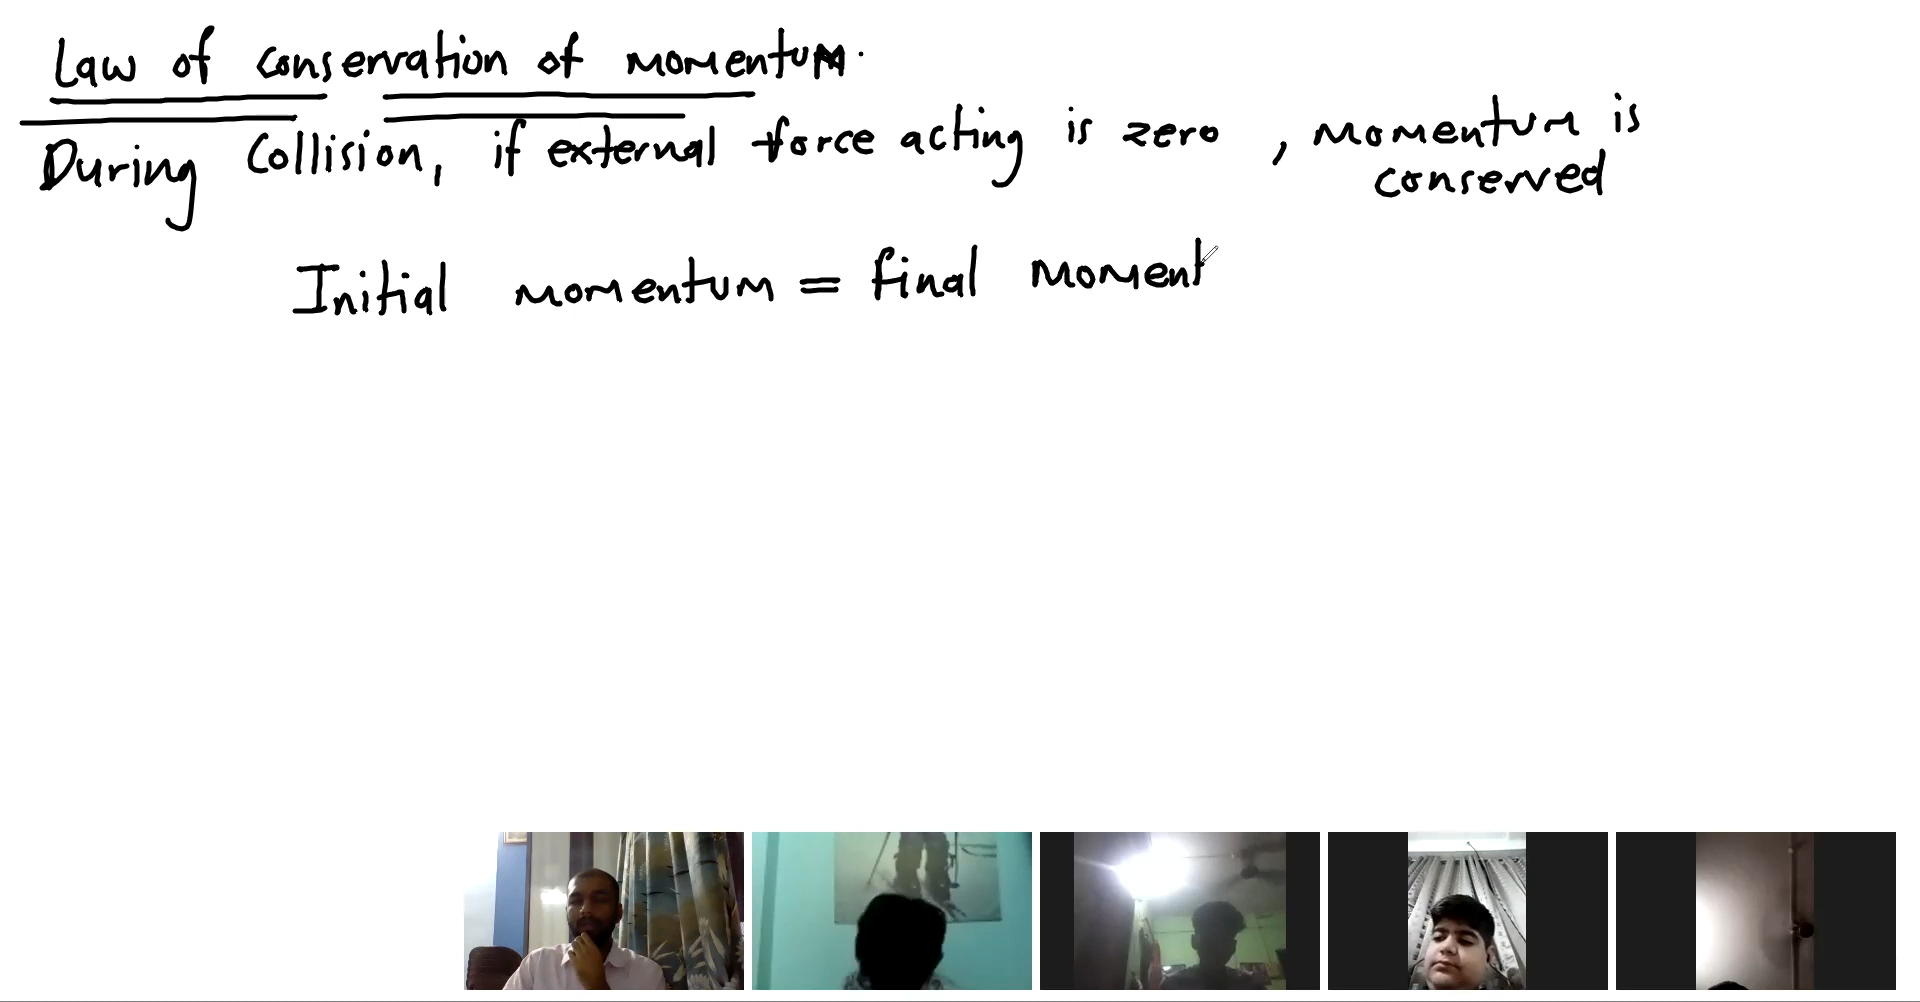 Law of conservation of momentum.
During Collision, if external force acting is zero, momentum is
conserved
Initial momentum = final moment